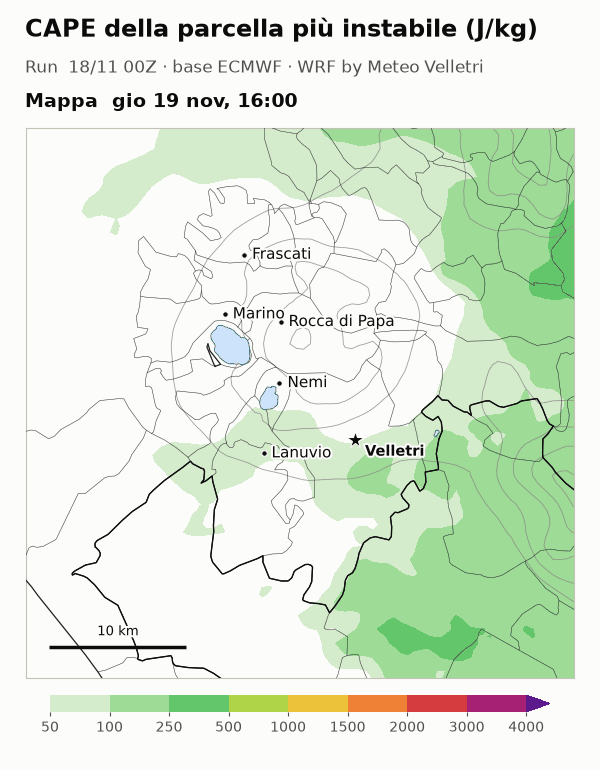 CAPE della parcella più instabile (J/kg)
Run 18/11 00Z · base ECMWF · WRF by Meteo Velletri
Mappa gio 19 nov, 16:00
Frascati
Marino
Rocca di Papa
Nemi
Lanuvio
Velletri
10 km
50 100 250 500 1000 1500 2000 3000 4000